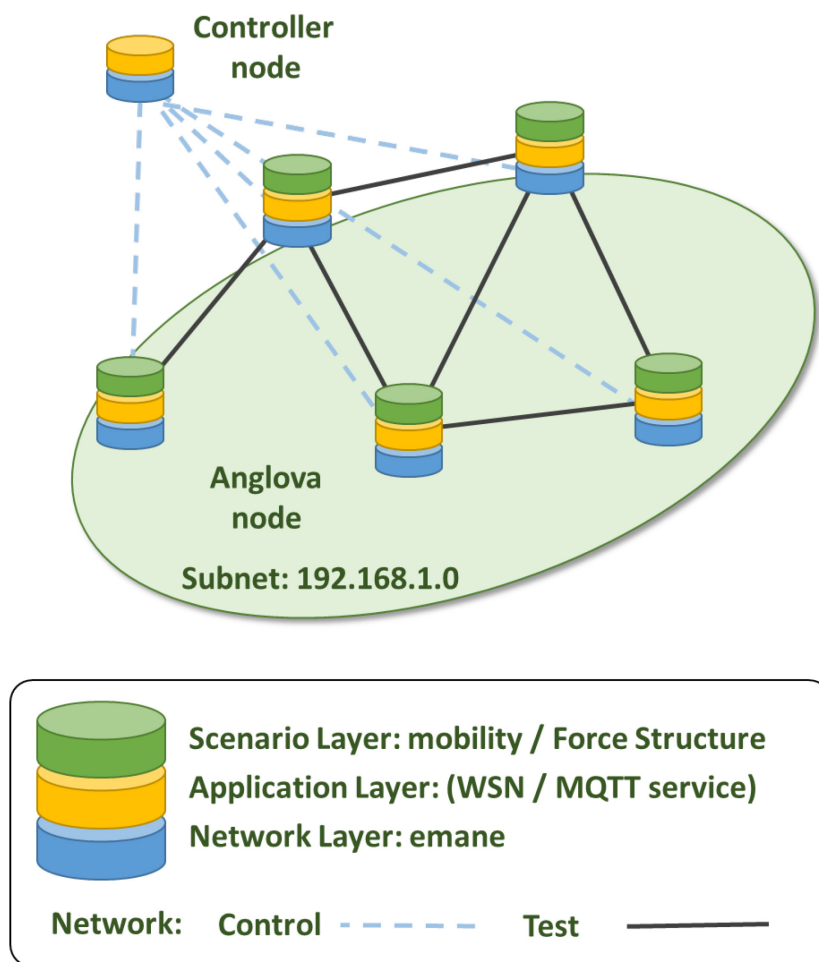 Controller
node
Anglova
node
Subnet: 192.168.1.0
Scenario Layer: mobility / Force Structure
Application Layer: (WSN / MQTT service)
Network Layer: emane
Network: Control Test